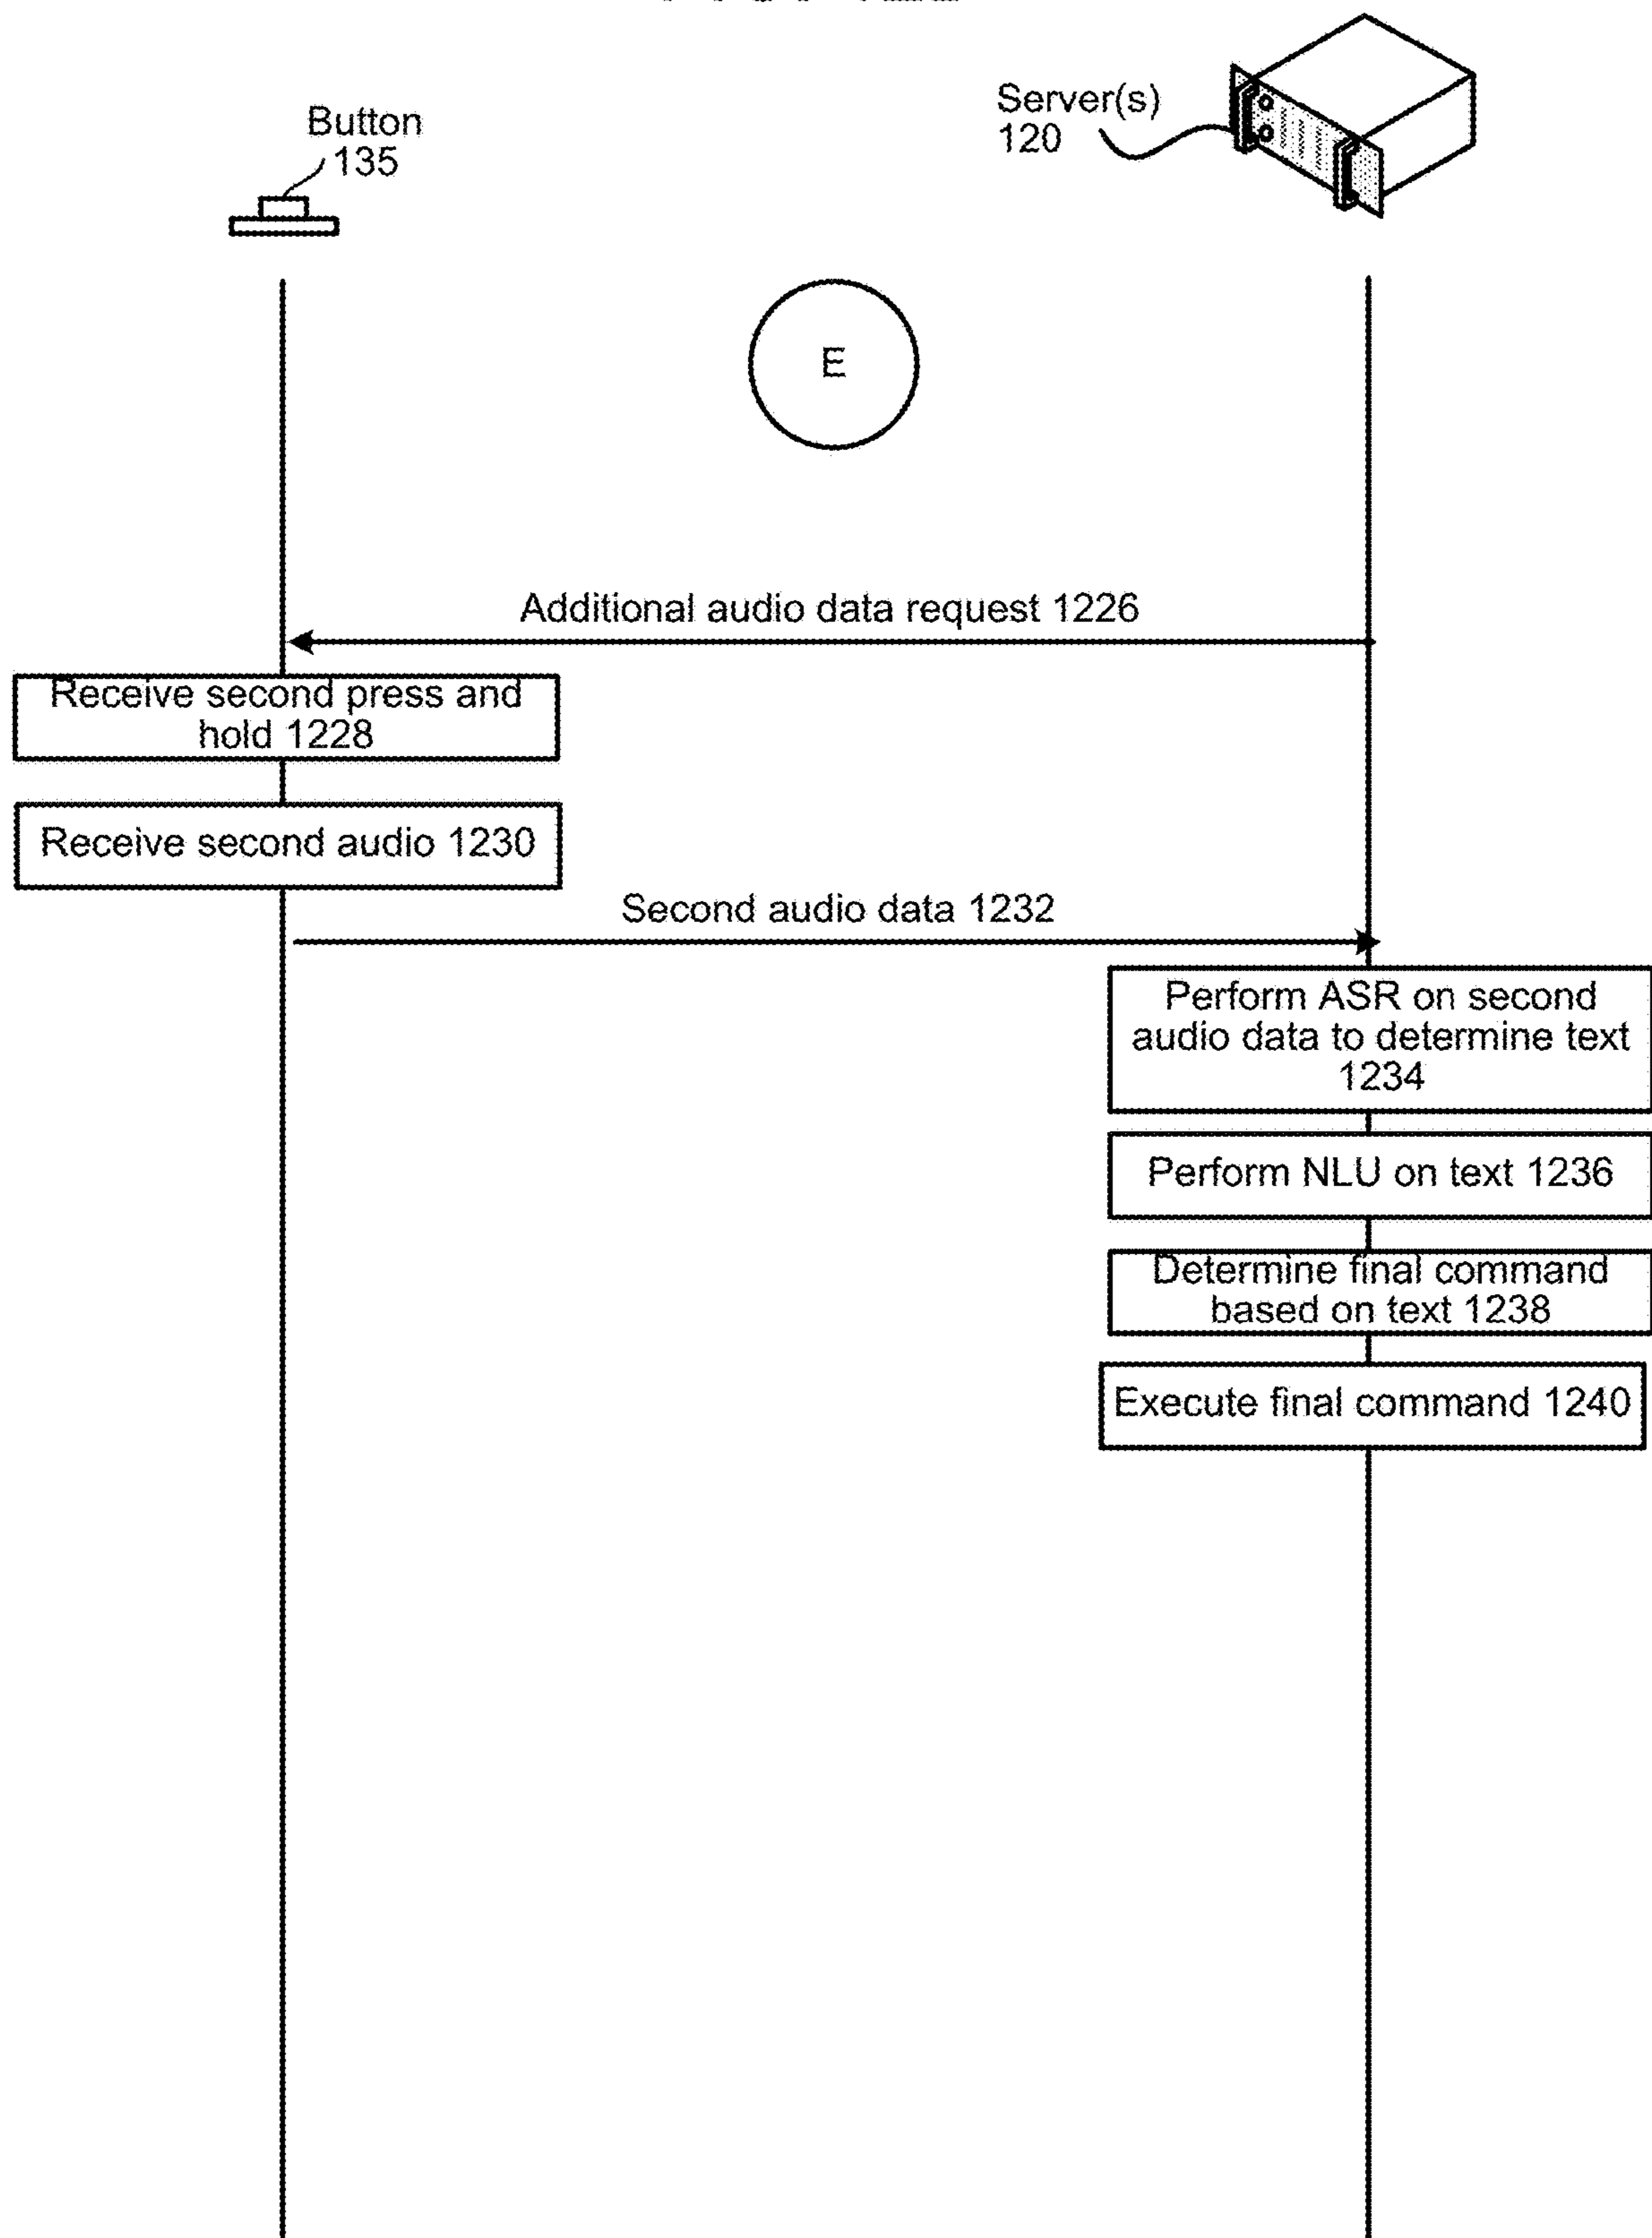 Button
135
Server(s)
120
E
Additional audio data request 1226
Receive second press and
hold 1228
Receive second audio 1230
Second audio data 1232
Perform ASR on second
audio data to determine text
1234
Perform NLU on text 1236
Determine final command
based on text 1238
Execute final command 1240